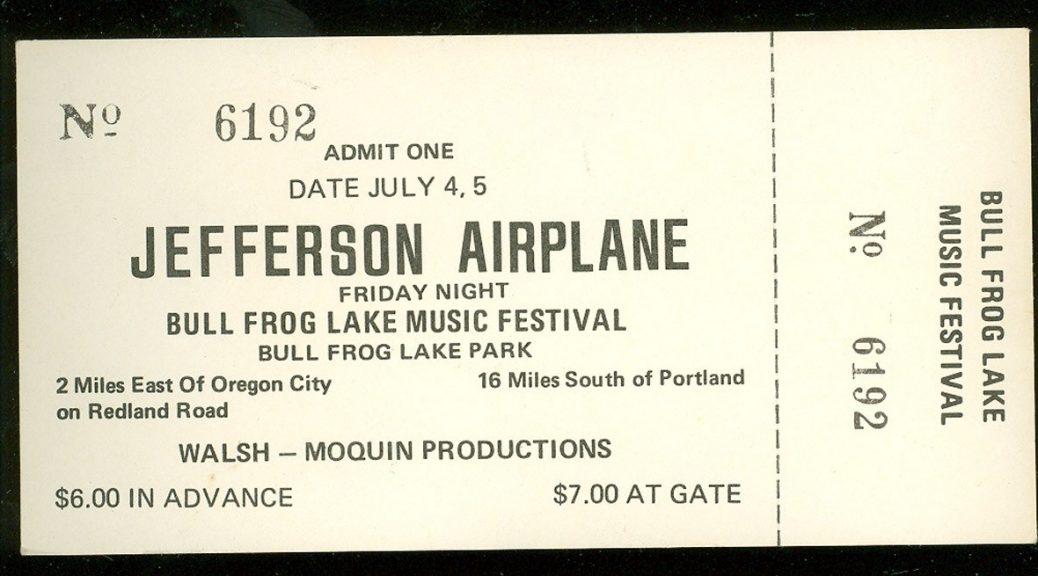 Nº 6192
ADMIT ONE
DATE JULY 4, 5
JEFFERSON AIRPLANE
FRIDAY NIGHT
BULL FROG LAKE MUSIC FESTIVAL
BULL FROG LAKE PARK
2 Miles East Of Oregon City
on Redland Road
16 Miles South of Portland
WALSH – MOQUIN PRODUCTIONS
$6.00 IN ADVANCE
$7.00 AT GATE
BULL FROG LAKE
MUSIC FESTIVAL
Nº 6192